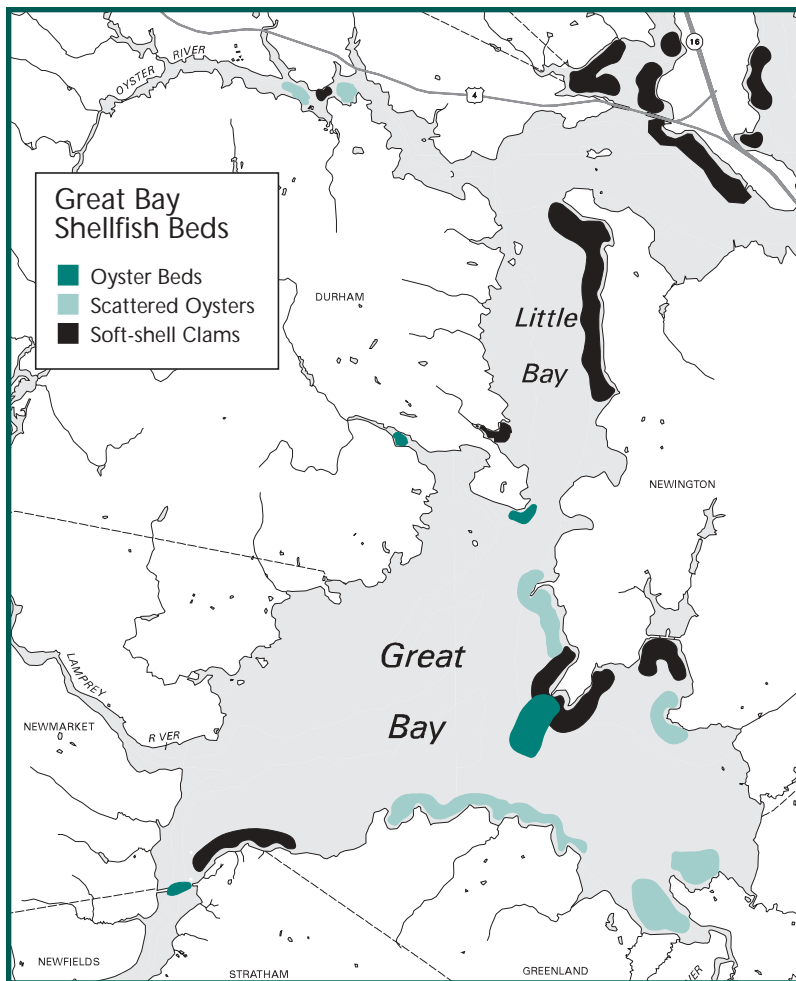 OYSTER RIVER
16
4
Great Bay
Shellfish Beds
Oyster Beds
Scattered Oysters
Soft-shell Clams
DURHAM
Little
Bay
NEWINGTON
Great
Bay
LAMPREY
R VER
NEWMARKET
NEWFIELDS
STRATHAM
GREENLAND
VER